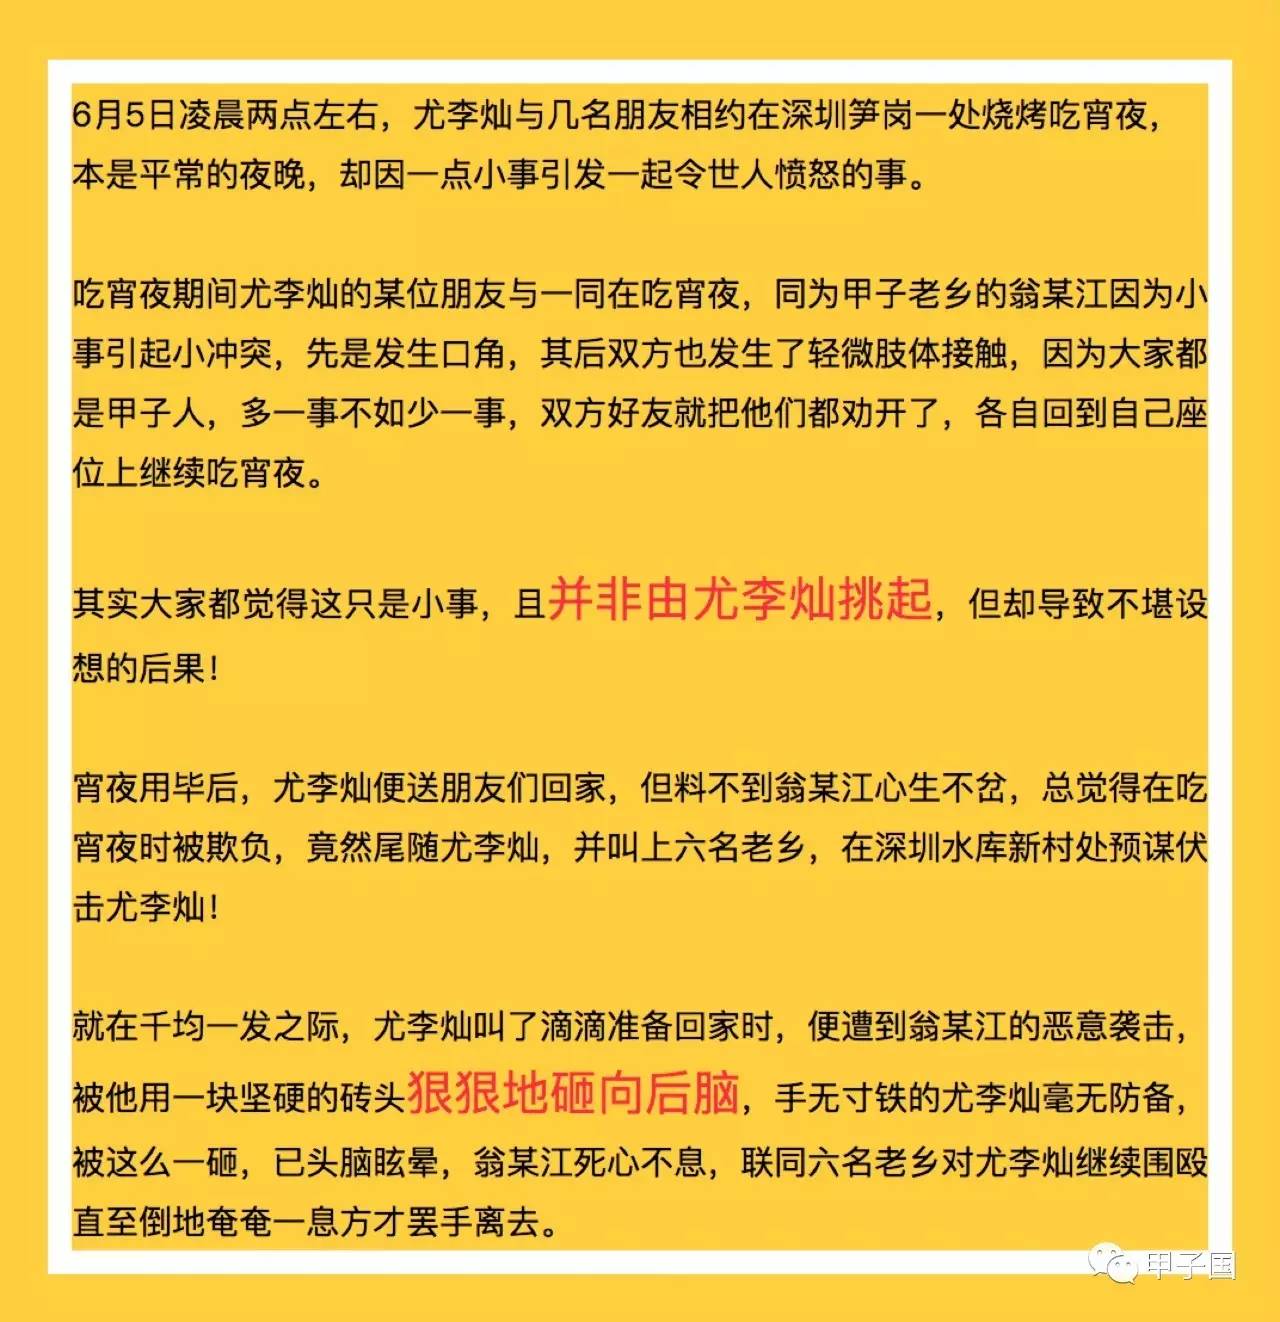 6月5日凌晨两点左右，尤李灿与几名朋友相约在深圳笋岗一处烧烤吃宵夜，
本是平常的夜晚，却因一点小事引发一起令世人愤怒的事。
吃宵夜期间尤李灿的某位朋友与一同在吃宵夜，同为甲子老乡的翁某江因为小
事引起小冲突，先是发生口角，其后双方也发生了轻微肢体接触，因为大家都
是甲子人，多一事不如少一事，双方好友就把他们都劝开了，各自回到自己座
位上继续吃宵夜。
其实大家都觉得这只是小事，且并非由尤李灿挑起，但却导致不堪设
想的后果！
宵夜用毕后，尤李灿便送朋友们回家，但料不到翁某江心生不岔，总觉得在吃
宵夜时被欺负，竟然尾随尤李灿，并叫上六名老乡，在深圳水库新村处预谋伏
击尤李灿！
就在千均一发之际，尤李灿叫了滴滴准备回家时，便遭到翁某江的恶意袭击，
被他用一块坚硬的砖头狠狠地砸向后脑，手无寸铁的尤李灿毫无防备，
被这么一砸，已头脑眩晕，翁某江死心不息，联同六名老乡对尤李灿继续围殴
直至倒地奄奄一息方才罢手离去。
甲子国